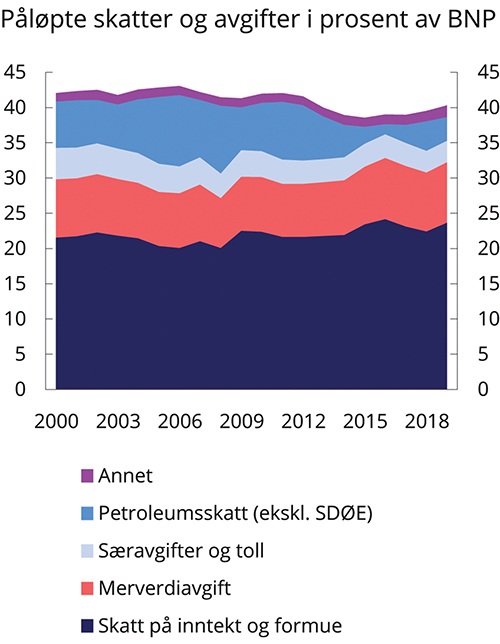 Påløpte skatter og avgifter i prosent av BNP
45 45
40 40
35 35
30 30
25 25
20 20
15 15
10 10
5 5
0 0
2000 2003 2006 2009 2012 2015 2018
Annet
Petroleumsskatt (ekskl. SDØE)
Særavgifter og toll
Merverdiavgift
Skatt på inntekt og formue